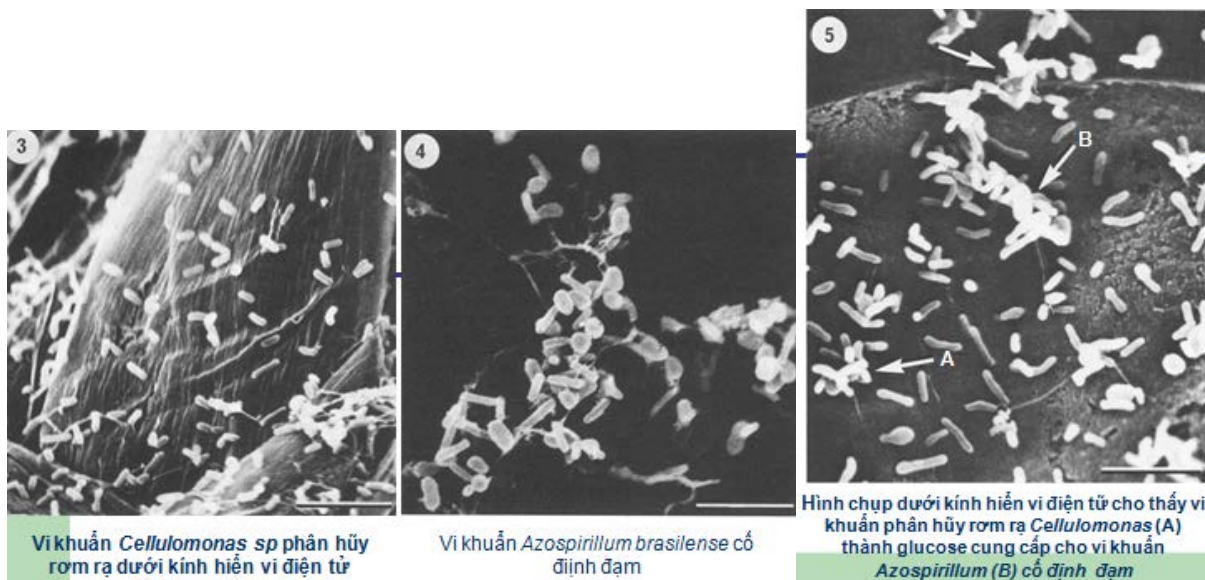 3
Vi khuẩn Cellulomonas sp phân hủy
rơm rạ dưới kính hiển vi điện tử
4
Vi khuẩn Azospirillum brasilense cố
điịnh đạm
5
B
A
Hình chụp dưới kính hiển vi điện tử cho thấy vi
khuẩn phân hủy rơm rạ Cellulomonas (A)
thành glucose cung cấp cho vi khuẩn
Azospirillum (B) cố định đạm